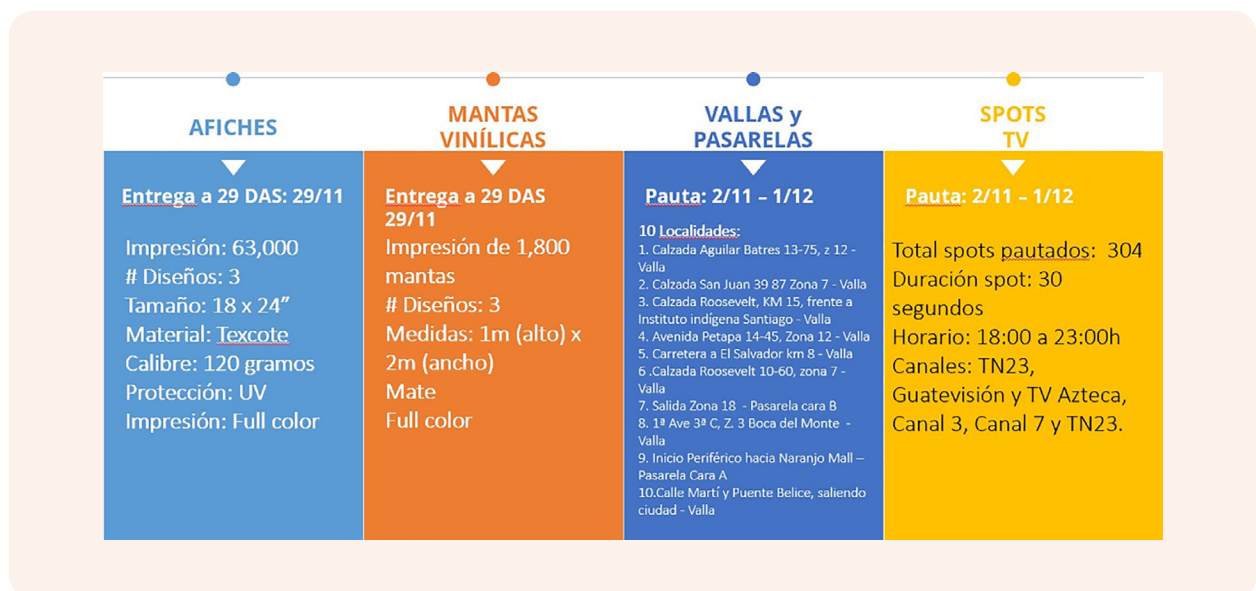 AFICHES
Entrega a 29 DAS: 29/11
Impresión: 63,000
# Diseños: 3
Tamaño: 18 x 24”
Material: Texcote
Calibre: 120 gramos
Protección: UV
Impresión: Full color
MANTAS
VINÍLICAS
Entrega a 29 DAS
29/11
Impresión de 1,800
mantas
# Diseños: 3
Medidas: 1m (alto) x
2m (ancho)
Mate
Full color
VALLAS y
PASARELAS
Pauta: 2/11 – 1/12
10 Localidades:
1. Calzada Aguilar Batres 13-75, z 12 -
Valla
2. Calzada San Juan 39 87 Zona 7 - Valla
3. Calzada Roosevelt, KM 15, frente a
Instituto indígena Santiago - Valla
4. Avenida Petapa 14-45, Zona 12 - Valla
5. Carretera a El Salvador km 8 - Valla
6 .Calzada Roosevelt 10-60, zona 7 -
Valla
7. Salida Zona 18 - Pasarela cara B
8. 1ª Ave 3ª C, Z. 3 Boca del Monte -
Valla
9. Inicio Periférico hacia Naranjo Mall –
Pasarela Cara A
10.Calle Martí y Puente Belice, saliendo
ciudad - Valla
SPOTS
TV
Pauta: 2/11 – 1/12
Total spots pautados: 304
Duración spot: 30
segundos
Horario: 18:00 a 23:00h
Canales: TN23,
Guatevisión y TV Azteca,
Canal 3, Canal 7 y TN23.